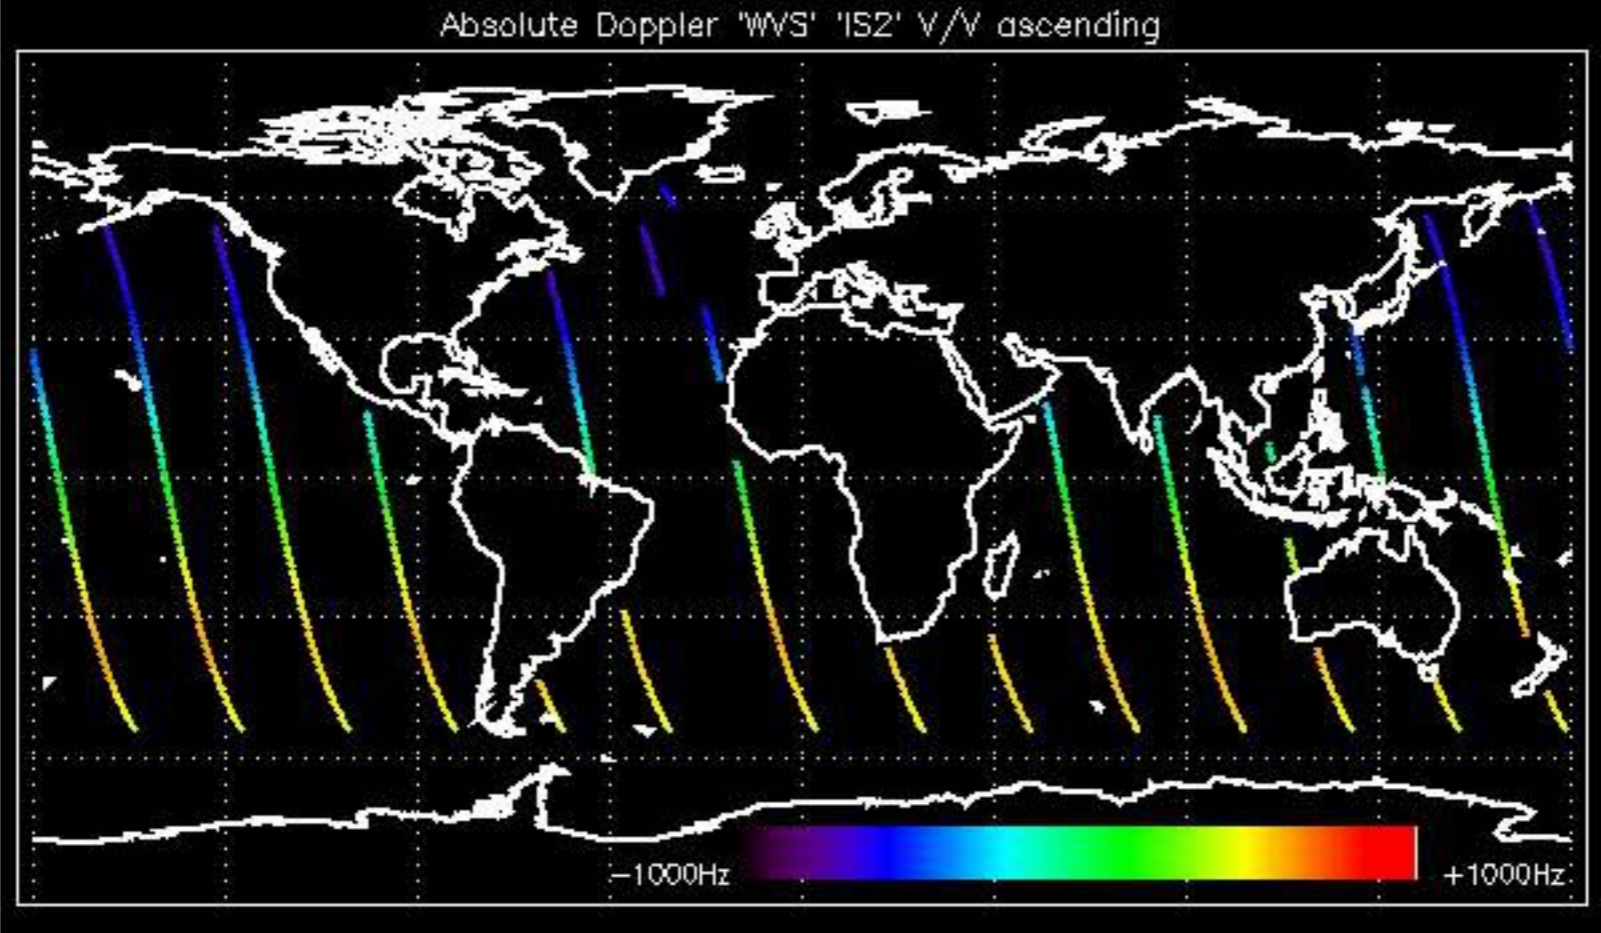 Absolute Doppler 'WVS' 'IS2' V/V ascending
-1000Hz +1000Hz